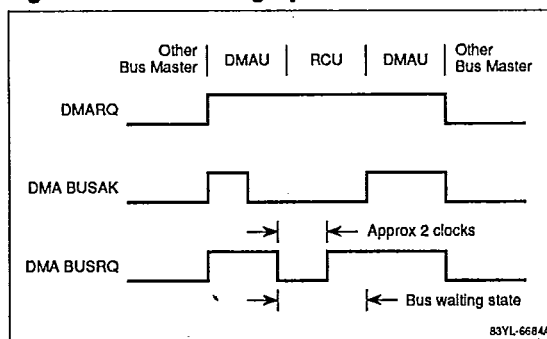 Other
Bus Master
DMAU
RCU
DMAU
Other
Bus Master
DMARQ
DMA BUSAK
Approx 2 clocks
DMA BUSRQ
Bus waiting state
83YL-6684A